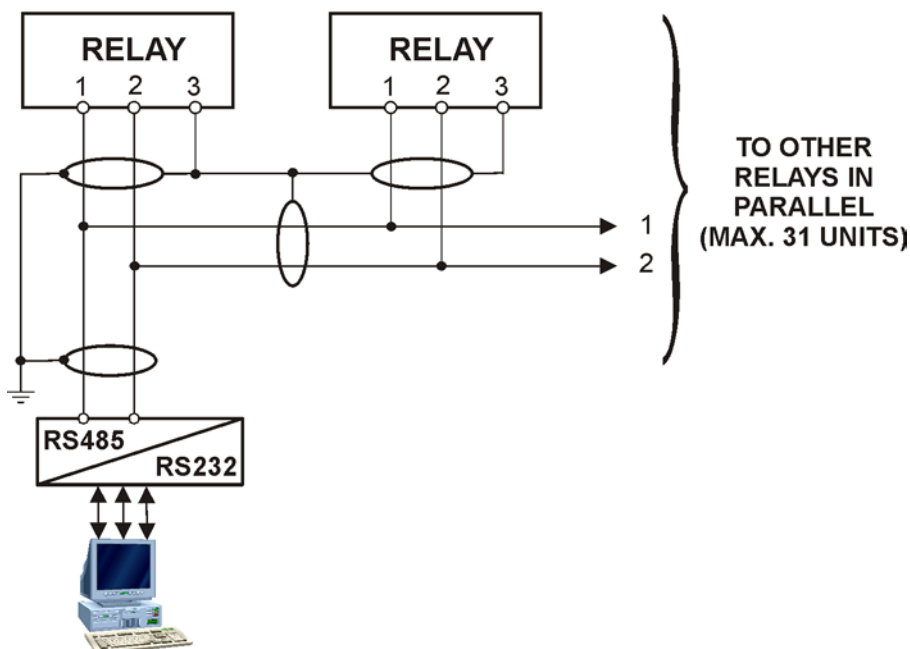 RELAY
1 2 3
RELAY
1 2 3
TO OTHER
RELAYS IN
PARALLEL
(MAX. 31 UNITS)
1
2
RS485
RS232